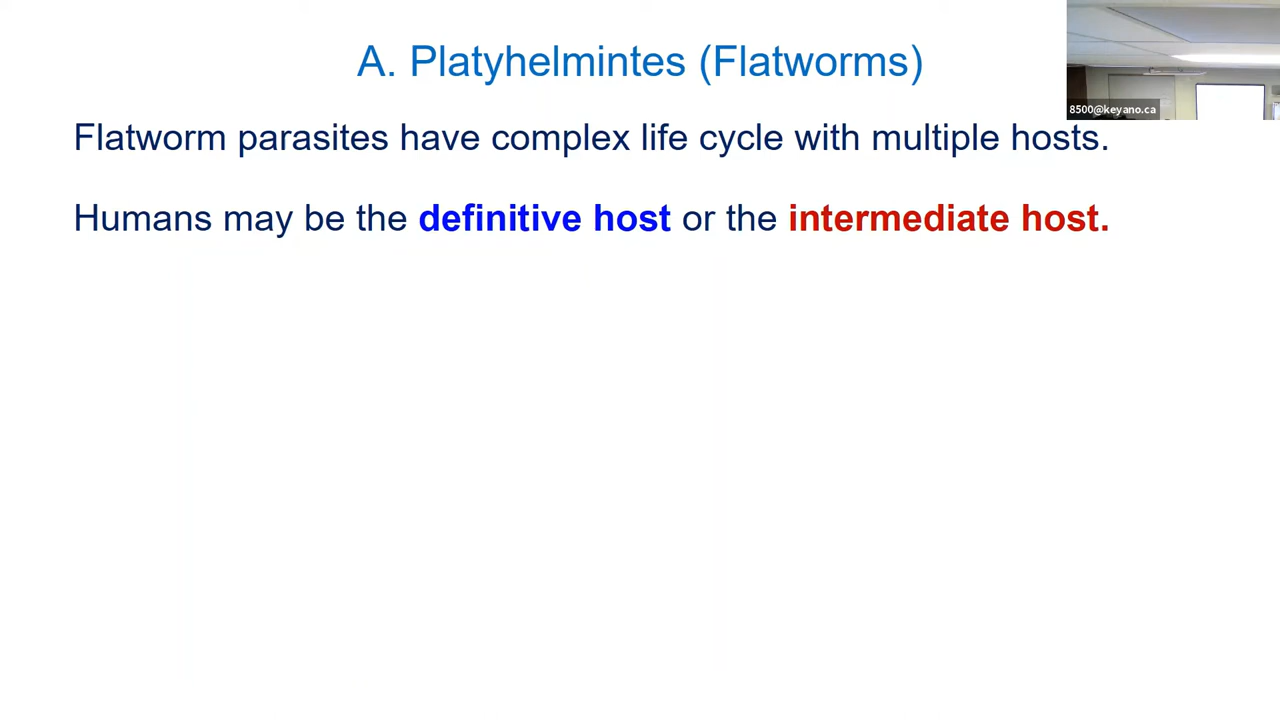 A. Platyhelmintes (Flatworms)
8500@keyano.ca
Flatworm parasites have complex life cycle with multiple hosts.
Humans may be the definitive host or the intermediate host.